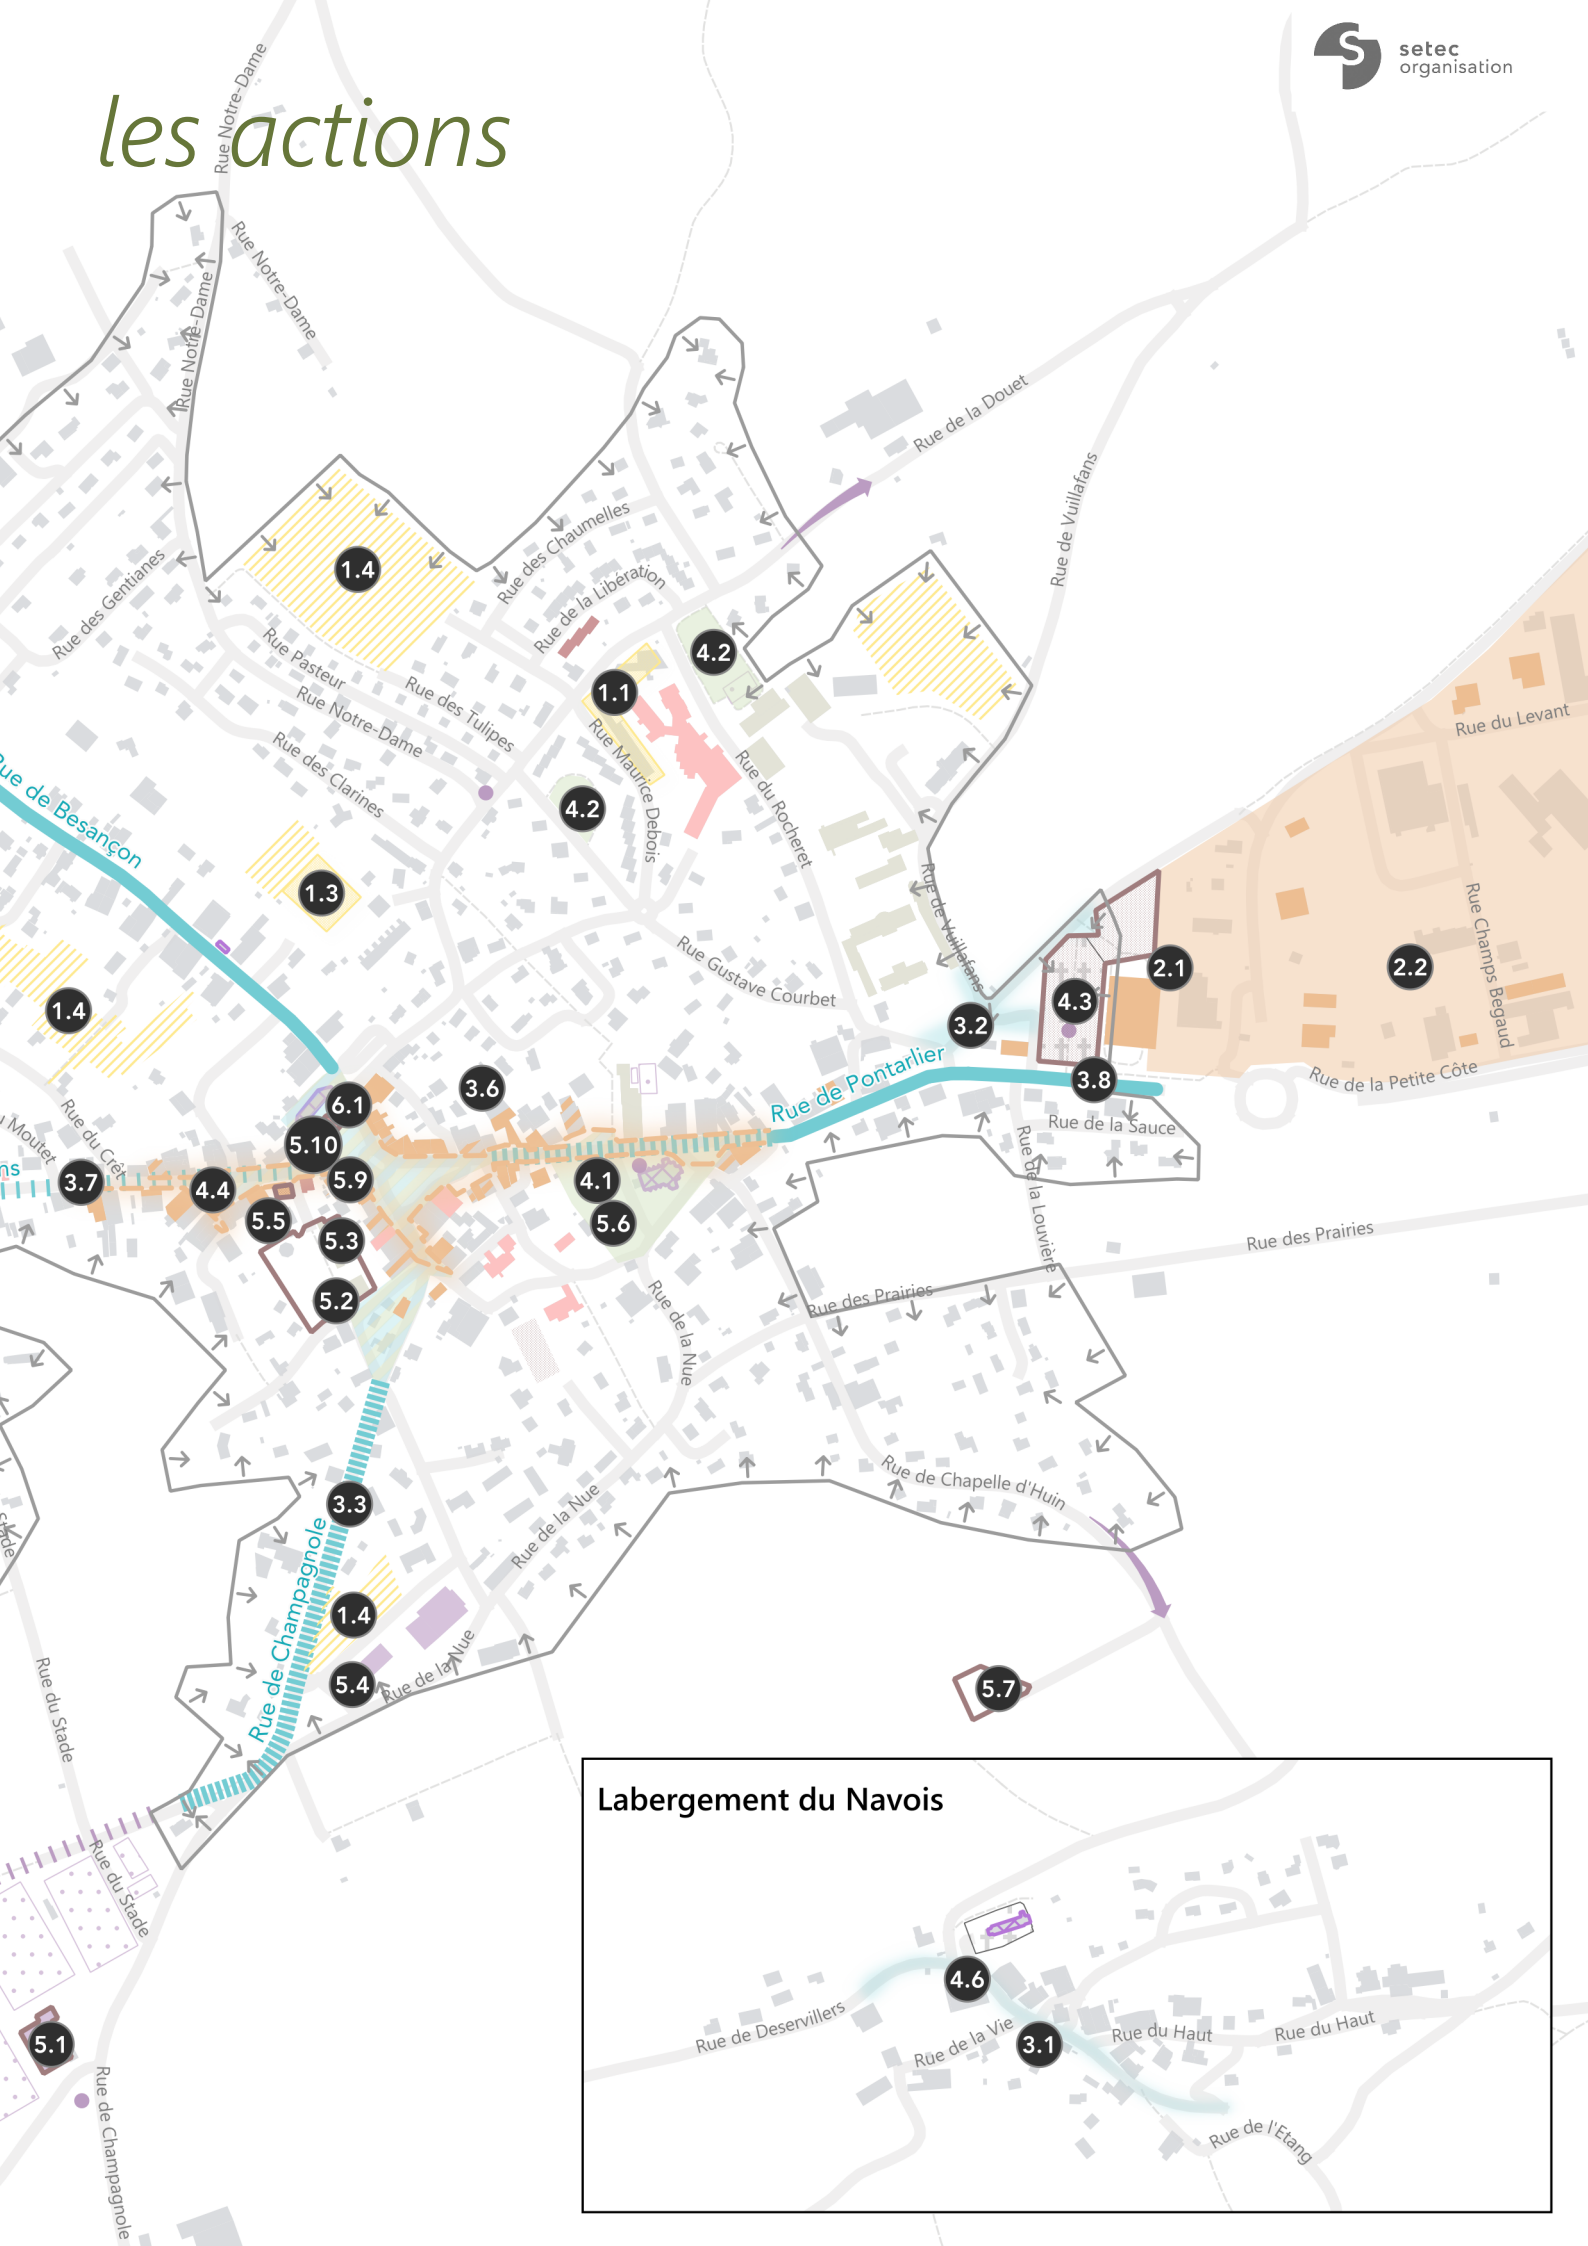 setec
organisation
les actions
Rue Notre-Dame
Rue Notre-Dame
Rue Notre-Dame
Rue de la Douet
Rue de Vuillafans
Rue des Chaumelles
1.4
Rue des Gentianes
Rue de la Libération
Rue Pasteur
4.2
1.1
Rue Notre-Dame
Rue des Tulipes
Rue du Levant
Rue des Clarines
Rue Maurice Debois
Rue du Rocheret
Rue de Besançon
4.2
1.3
Rue de Vuillafans
Rue Champs Begaud
Rue Gustave Courbet
2.1
2.2
1.4
4.3
3.2
Rue de Pontarlier
3.8
Rue de la Petite Côte
3.6
6.1
Rue du Crêt
u Moutet
Rue de la Sauce
5.10
ns
3.7
4.4
5.9
4.1
Rue de la Louvière
5.5
5.6
5.3
Rue des Prairies
5.2
Rue des Prairies
Rue de la Nue
Rue de Chapelle d'Huin
3.3
Rue de la Nue
Stade
Rue de Champagnole
1.4
5.4
Rue de la Nue
5.7
Rue du Stade
Labergement du Navois
Rue du Stade
4.6
Rue de Deservillers
Rue de la Vie
3.1
Rue du Haut
Rue du Haut
5.1
Rue de l'Etang
Rue de Champagnole